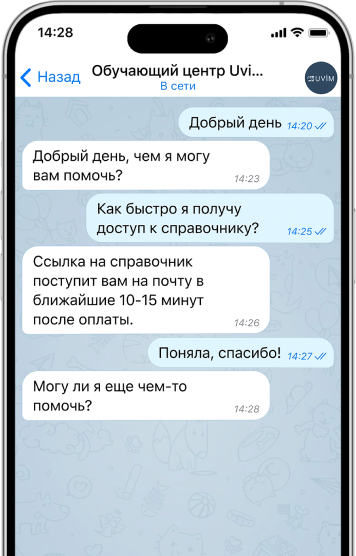 14:28
Назад
Обучающий центр Uvi...
В сети
UVIM
Добрый день 14:20
Добрый день, чем я могу
вам помочь?
14:23
Как быстро я получу
доступ к справочнику? 14:25
Ссылка на справочник
поступит вам на почту в
ближайшие 10-15 минут
после оплаты.
14:26
Поняла, спасибо! 14:27
Могу ли я еще чем-то
помочь?
14:28